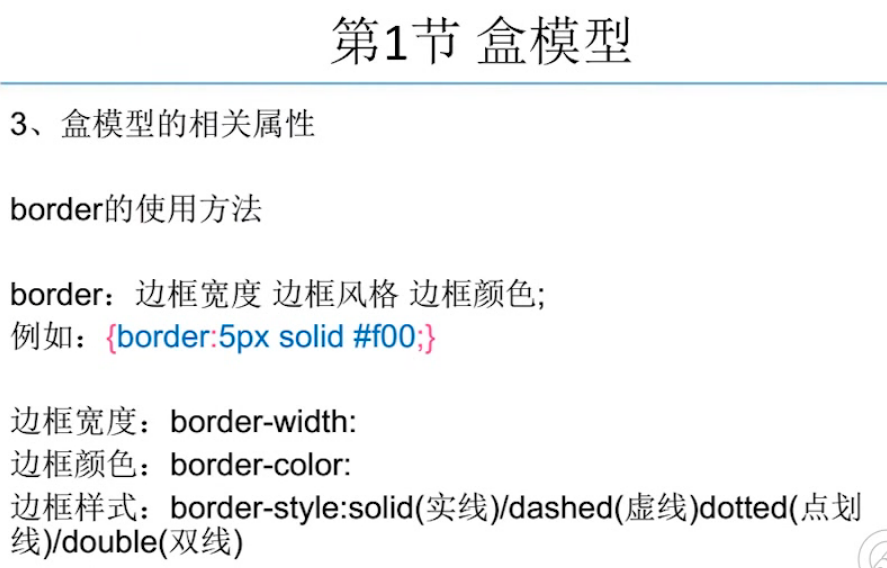 第1节 盒模型
3、盒模型的相关属性
border的使用方法
border：边框宽度 边框风格 边框颜色;
例如：{border:5px solid #f00;}
边框宽度：border-width:
边框颜色：border-color:
边框样式：border-style:solid(实线)/dashed(虚线)dotted(点划
线)/double(双线)